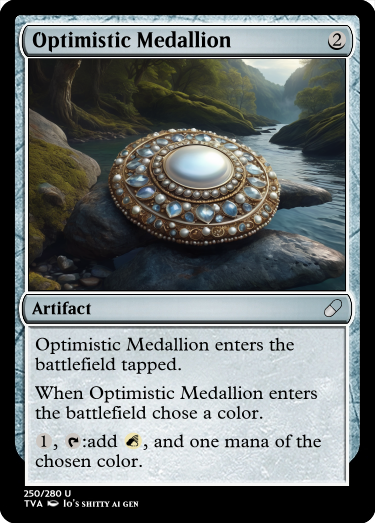 Optimistic Medallion 2
Artifact
Optimistic Medallion enters the
battlefield tapped.
When Optimistic Medallion enters
the battlefield chose a color.
1 , :add , and one mana of the
chosen color.
250/280 U
TVA Io's shitty ai gen